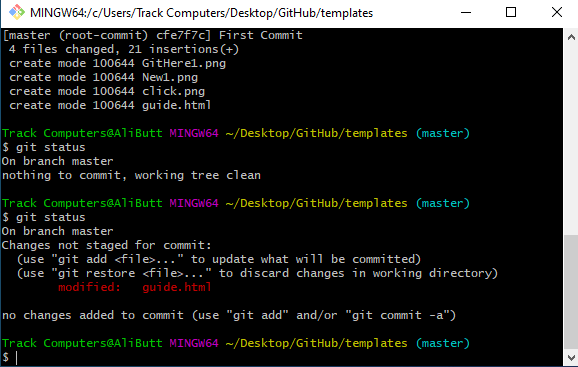 MINGW64:/c/Users/Track Computers/Desktop/GitHub/templates
[master (root-commit) cfe7f7c] First Commit
 4 files changed, 21 insertions(+)
 create mode 100644 GitHere1.png
 create mode 100644 New1.png
 create mode 100644 click.png
 create mode 100644 guide.html
Track Computers@AliButt MINGW64 ~/Desktop/GitHub/templates (master)
$ git status
On branch master
nothing to commit, working tree clean
Track Computers@AliButt MINGW64 ~/Desktop/GitHub/templates (master)
$ git status
On branch master
Changes not staged for commit:
  (use "git add <file>..." to update what will be committed)
  (use "git restore <file>..." to discard changes in working directory)
        modified:   guide.html
no changes added to commit (use "git add" and/or "git commit -a")
Track Computers@AliButt MINGW64 ~/Desktop/GitHub/templates (master)
$